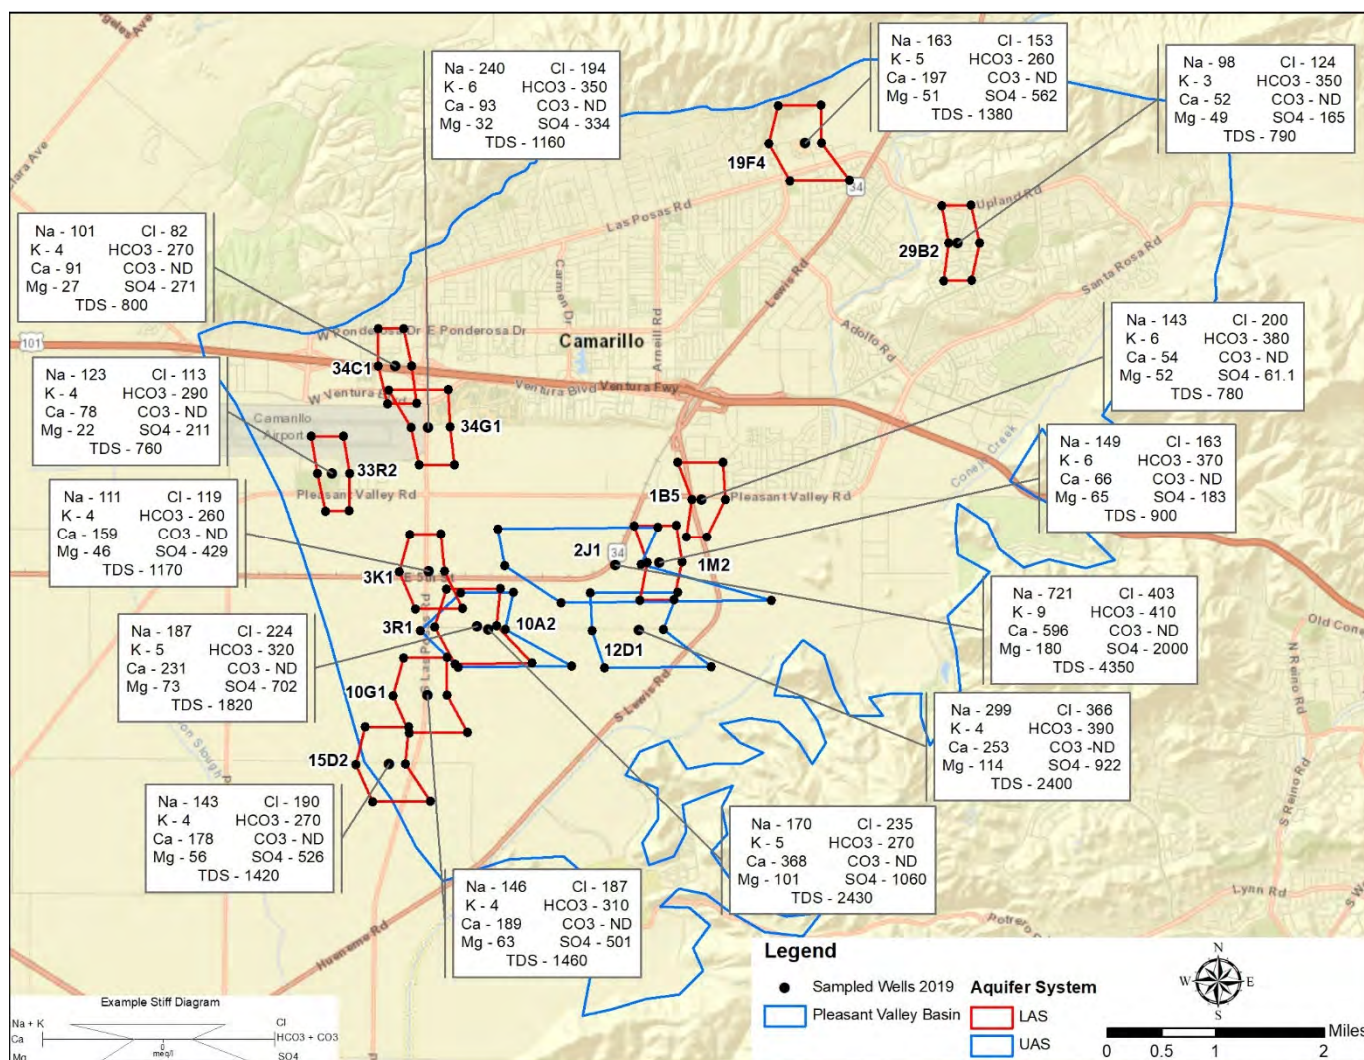 Na - 240 Cl - 194
K - 6 HCO3 - 350
Ca - 93 CO3 - ND
Mg - 32 SO4 - 334
TDS - 1160
Na - 163 Cl - 153
K - 5 HCO3 - 260
Ca - 197 CO3 - ND
Mg - 51 SO4 - 562
TDS - 1380
Na - 98 Cl - 124
K - 3 HCO3 - 350
Ca - 52 CO3 - ND
Mg - 49 SO4 - 165
TDS - 790
19F4
34
Upland Rd
Las Posas Rd
29B2
Santa Rosa Rd
Lewis Rd
Na - 101 Cl - 82
K - 4 HCO3 - 270
Ca - 91 CO3 - ND
Mg - 27 SO4 - 271
TDS - 800
Carmen Dr
Arneill Rd
Adolfo Rd
W Ponderosa Dr E Ponderosa Dr
Camarillo
101
34C1
Ventura Blvd Ventura Fwy
W Ventura Blvd
Na - 143 Cl - 200
K - 6 HCO3 - 380
Ca - 54 CO3 - ND
Mg - 52 SO4 - 61.1
TDS - 780
Na - 123 Cl - 113
K - 4 HCO3 - 290
Ca - 78 CO3 - ND
Mg - 22 SO4 - 211
TDS - 760
Camarillo
Airport
34G1
33R2
Pleasant Valley Rd
1B5
Pleasant Valley Rd
Conejo Creek
Na - 149 Cl - 163
K - 6 HCO3 - 370
Ca - 66 CO3 - ND
Mg - 65 SO4 - 183
TDS - 900
Na - 111 Cl - 119
K - 4 HCO3 - 260
Ca - 159 CO3 - ND
Mg - 46 SO4 - 429
TDS - 1170
2J1
34
1M2
3K1
E 5th St
3R1
10A2
12D1
S Las Posas Rd
Na - 721 Cl - 403
K - 9 HCO3 - 410
Ca - 596 CO3 - ND
Mg - 180 SO4 - 2000
TDS - 4350
Na - 187 Cl - 224
K - 5 HCO3 - 320
Ca - 231 CO3 - ND
Mg - 73 SO4 - 702
TDS - 1820
10G1
S Lewis Rd
N Reino Rd
Na - 299 Cl - 366
K - 4 HCO3 - 390
Ca - 253 CO3 -ND
Mg - 114 SO4 - 922
TDS - 2400
15D2
S Reino Rd
Na - 143 Cl - 190
K - 4 HCO3 - 270
Ca - 178 CO3 - ND
Mg - 56 SO4 - 526
TDS - 1420
Na - 170 Cl - 235
K - 5 HCO3 - 270
Ca - 368 CO3 - ND
Mg - 101 SO4 - 1060
TDS - 2430
Na - 146 Cl - 187
K - 4 HCO3 - 310
Ca - 189 CO3 - ND
Mg - 63 SO4 - 501
TDS - 1460
Hueneme Rd
Lynn Rd
Potrero
Legend
Sampled Wells 2019
Pleasant Valley Basin
Aquifer System
LAS
UAS
N
W E
S
Miles
0 0.5 1 2
Example Stiff Diagram
Na + K Cl
Ca HCO3 + CO3
0
meq/l
Mg SO4